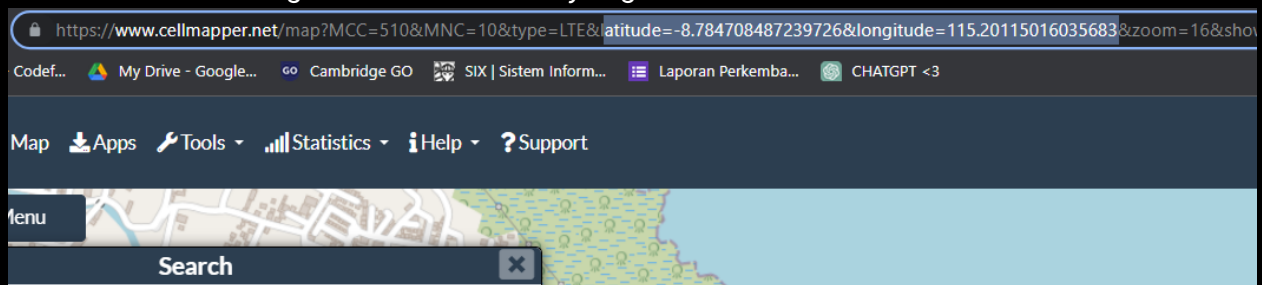 https://www.cellmapper.net/map?MCC=510&MNC=10&type=LTE&latitude=-8.784708487239726&longitude=115.20115016035683&zoom=16&show
Codef... My Drive - Google... GO Cambridge GO SIX | Sistem Inform... Laporan Perkemba... CHATGPT <3
Map Apps Tools Statistics Help ? Support
Menu
Search